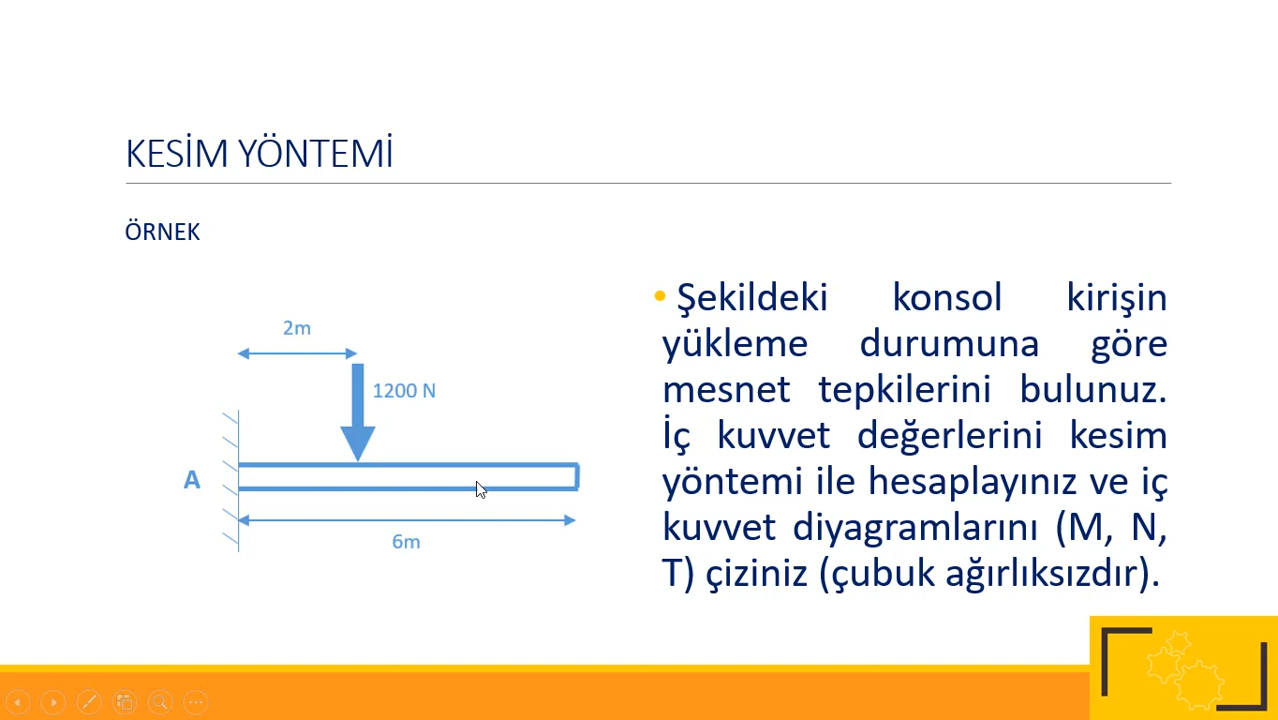 KESİM YÖNTEMİ
ÖRNEK
2m
1200 N
A
6m
• Şekildeki konsol kirişin
yükleme durumuna göre
mesnet tepkilerini bulunuz.
İç kuvvet değerlerini kesim
yöntemi ile hesaplayınız ve iç
kuvvet diyagramlarını (M, N,
T) çiziniz (çubuk ağırlıksızdır).